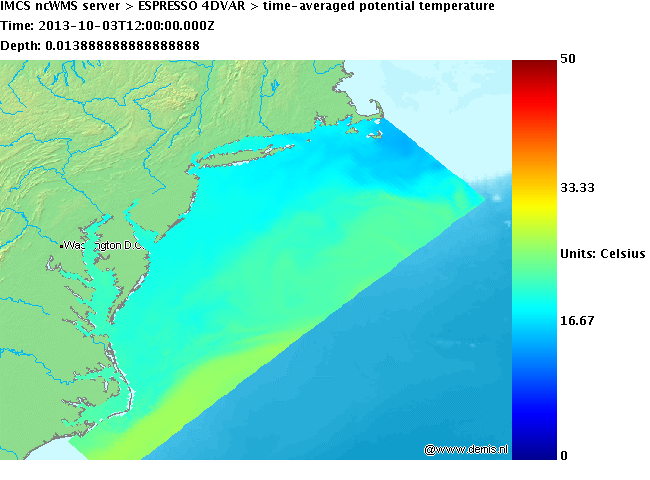 IMCS ncWMS server > ESPRESSO 4DVAR > time-averaged potential temperature
Time: 2013-10-03T12:00:00.000Z
Depth: 0.013888888888888888
50
33.33
Washington D.C.
Units: Celsius
16.67
@www.demis.nl
0